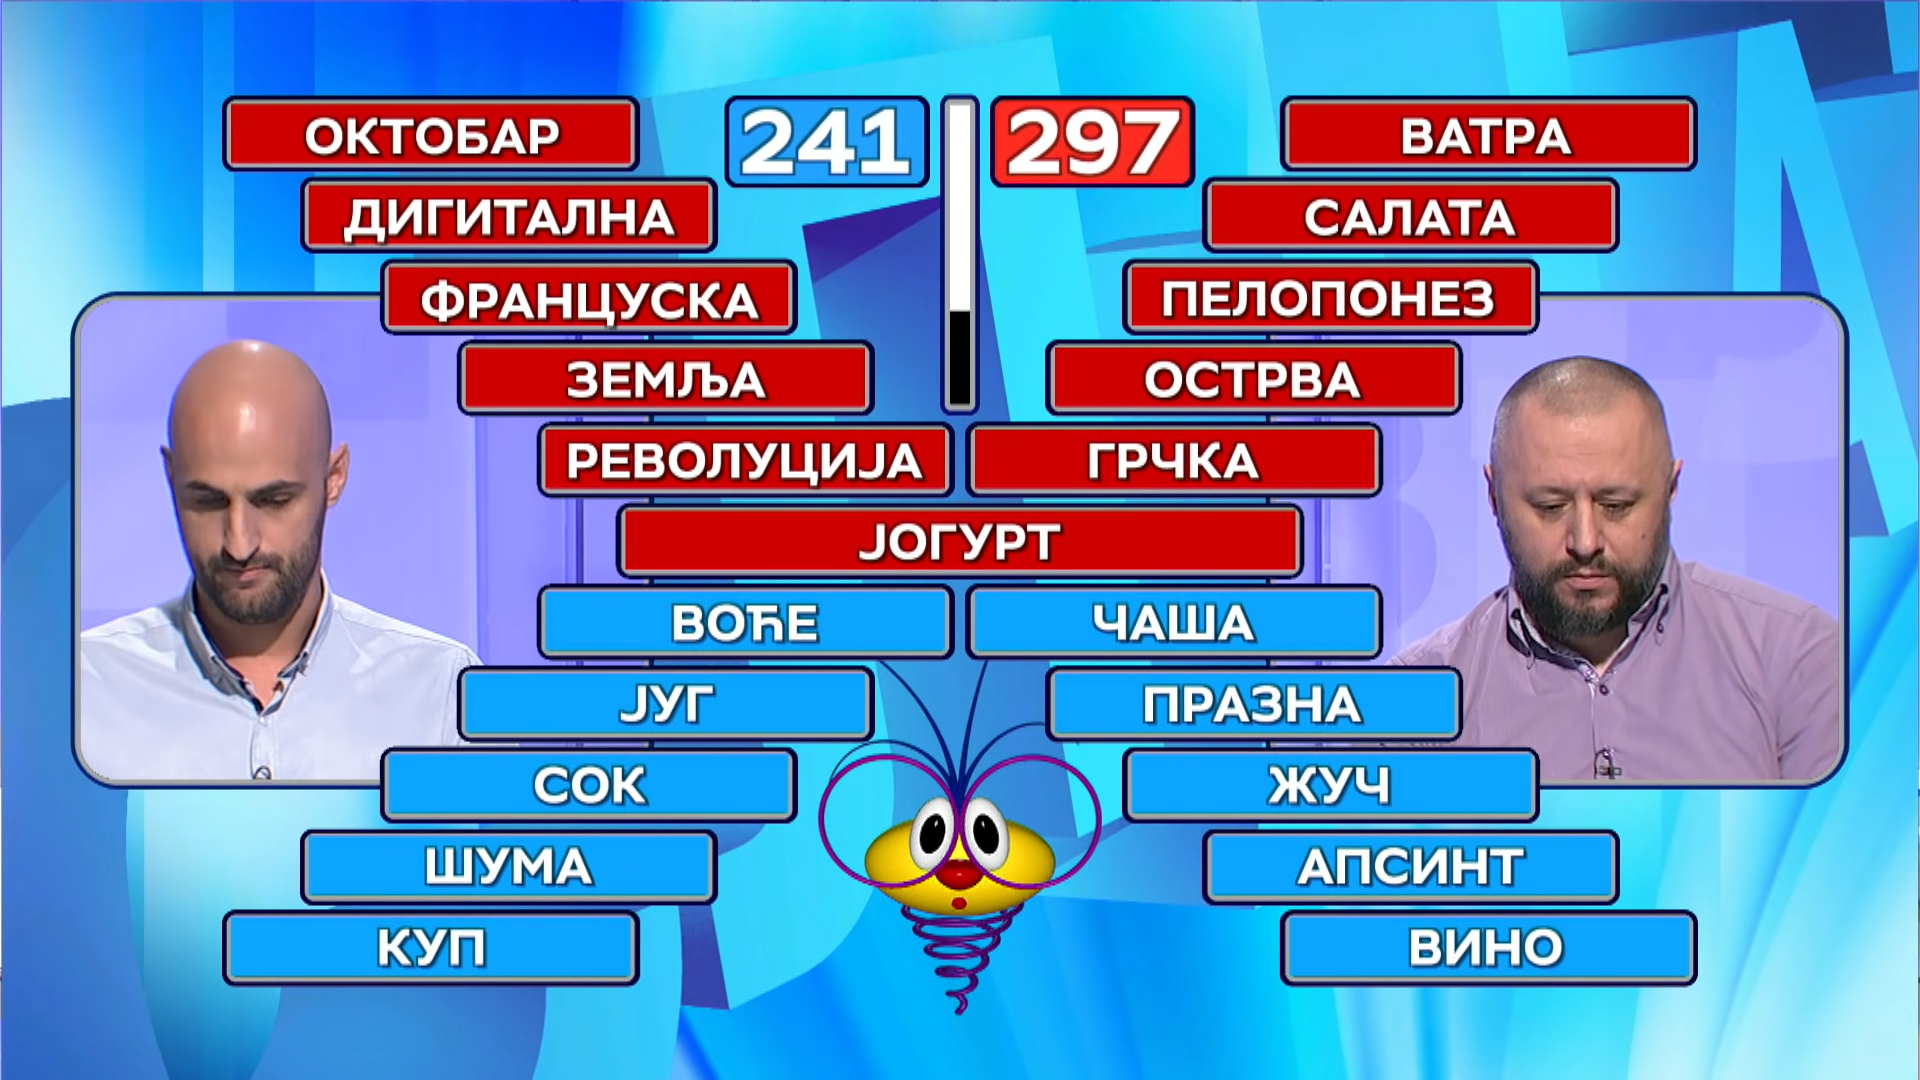 ОКТОБАР
241
297
ВАТРА
ДИГИТАЛНА
САЛАТА
ФРАНЦУСКА
ПЕЛОПОНЕЗ
ЗЕМЉА
ОСТРВА
РЕВОЛУЦИЈА
ГРЧКА
ЈОГУРТ
ВОЋЕ
ЧАША
ЈУГ
ПРАЗНА
СОК
ЖУЧ
ШУМА
АПСИНТ
КУП
ВИНО